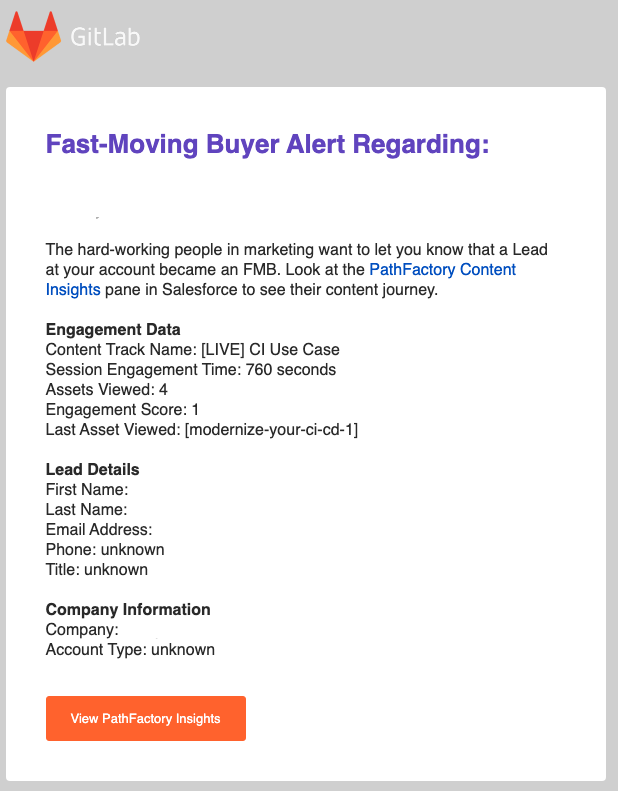 GitLab
Fast-Moving Buyer Alert Regarding:
The hard-working people in marketing want to let you know that a Lead
at your account became an FMB. Look at the PathFactory Content
Insights pane in Salesforce to see their content journey.
Engagement Data
Content Track Name: [LIVE] CI Use Case
Session Engagement Time: 760 seconds
Assets Viewed: 4
Engagement Score: 1
Last Asset Viewed: [modernize-your-ci-cd-1]
Lead Details
First Name:
Last Name:
Email Address:
Phone: unknown
Title: unknown
Company Information
Company:
Account Type: unknown
View PathFactory Insights